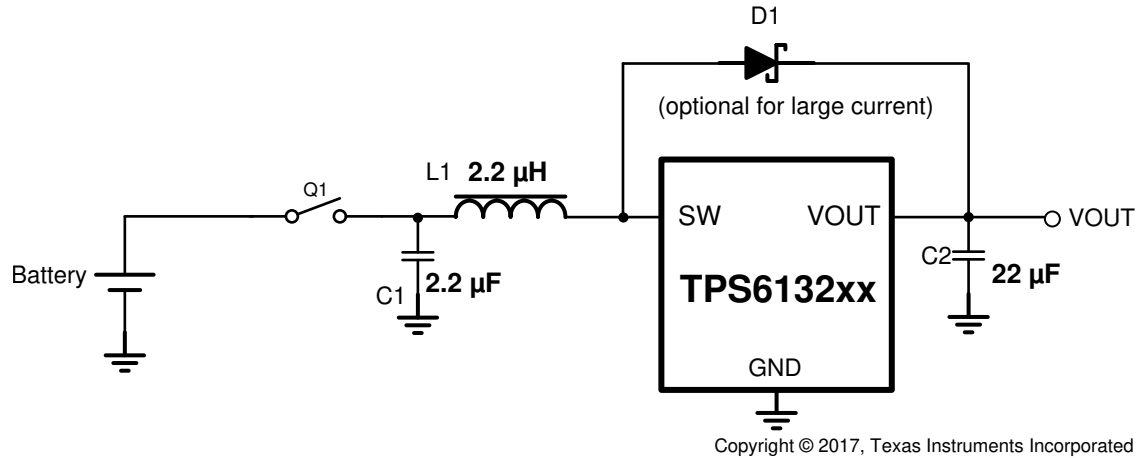 D1
(optional for large current)
L1 2.2 µH
Q1
SW VOUT
VOUT
Battery
C1
2.2 µF
C2
22 µF
TPS6132xx
GND
Copyright © 2017, Texas Instruments Incorporated